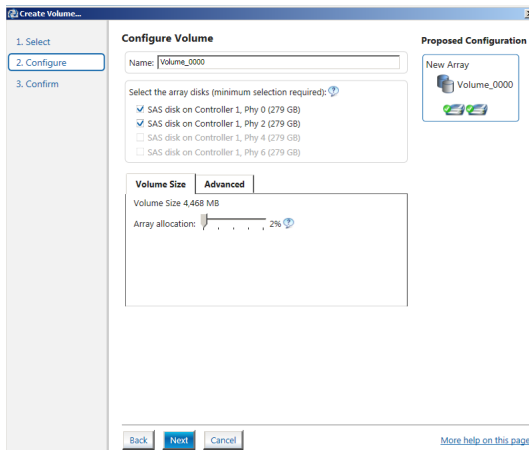 Create Volume...
1. Select
2. Configure
3. Confirm
Configure Volume
Name: Volume_0000
Select the array disks (minimum selection required):
SAS disk on Controller 1, Phy 0 (279 GB)
SAS disk on Controller 1, Phy 2 (279 GB)
SAS disk on Controller 1, Phy 4 (279 GB)
SAS disk on Controller 1, Phy 6 (279 GB)
Volume Size Advanced
Volume Size 4,468 MB
Array allocation: 2%
Proposed Configuration
New Array
Volume_0000
Back Next Cancel
More help on this page